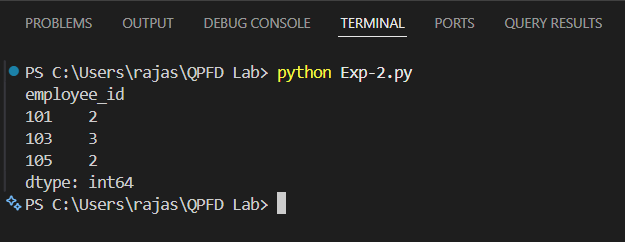 PROBLEMS OUTPUT DEBUG CONSOLE TERMINAL PORTS QUERY RESULTS
PS C:\Users\rajas\QPFD Lab> python Exp-2.py
employee_id
101    2
103    3
105    2
dtype: int64
PS C:\Users\rajas\QPFD Lab>